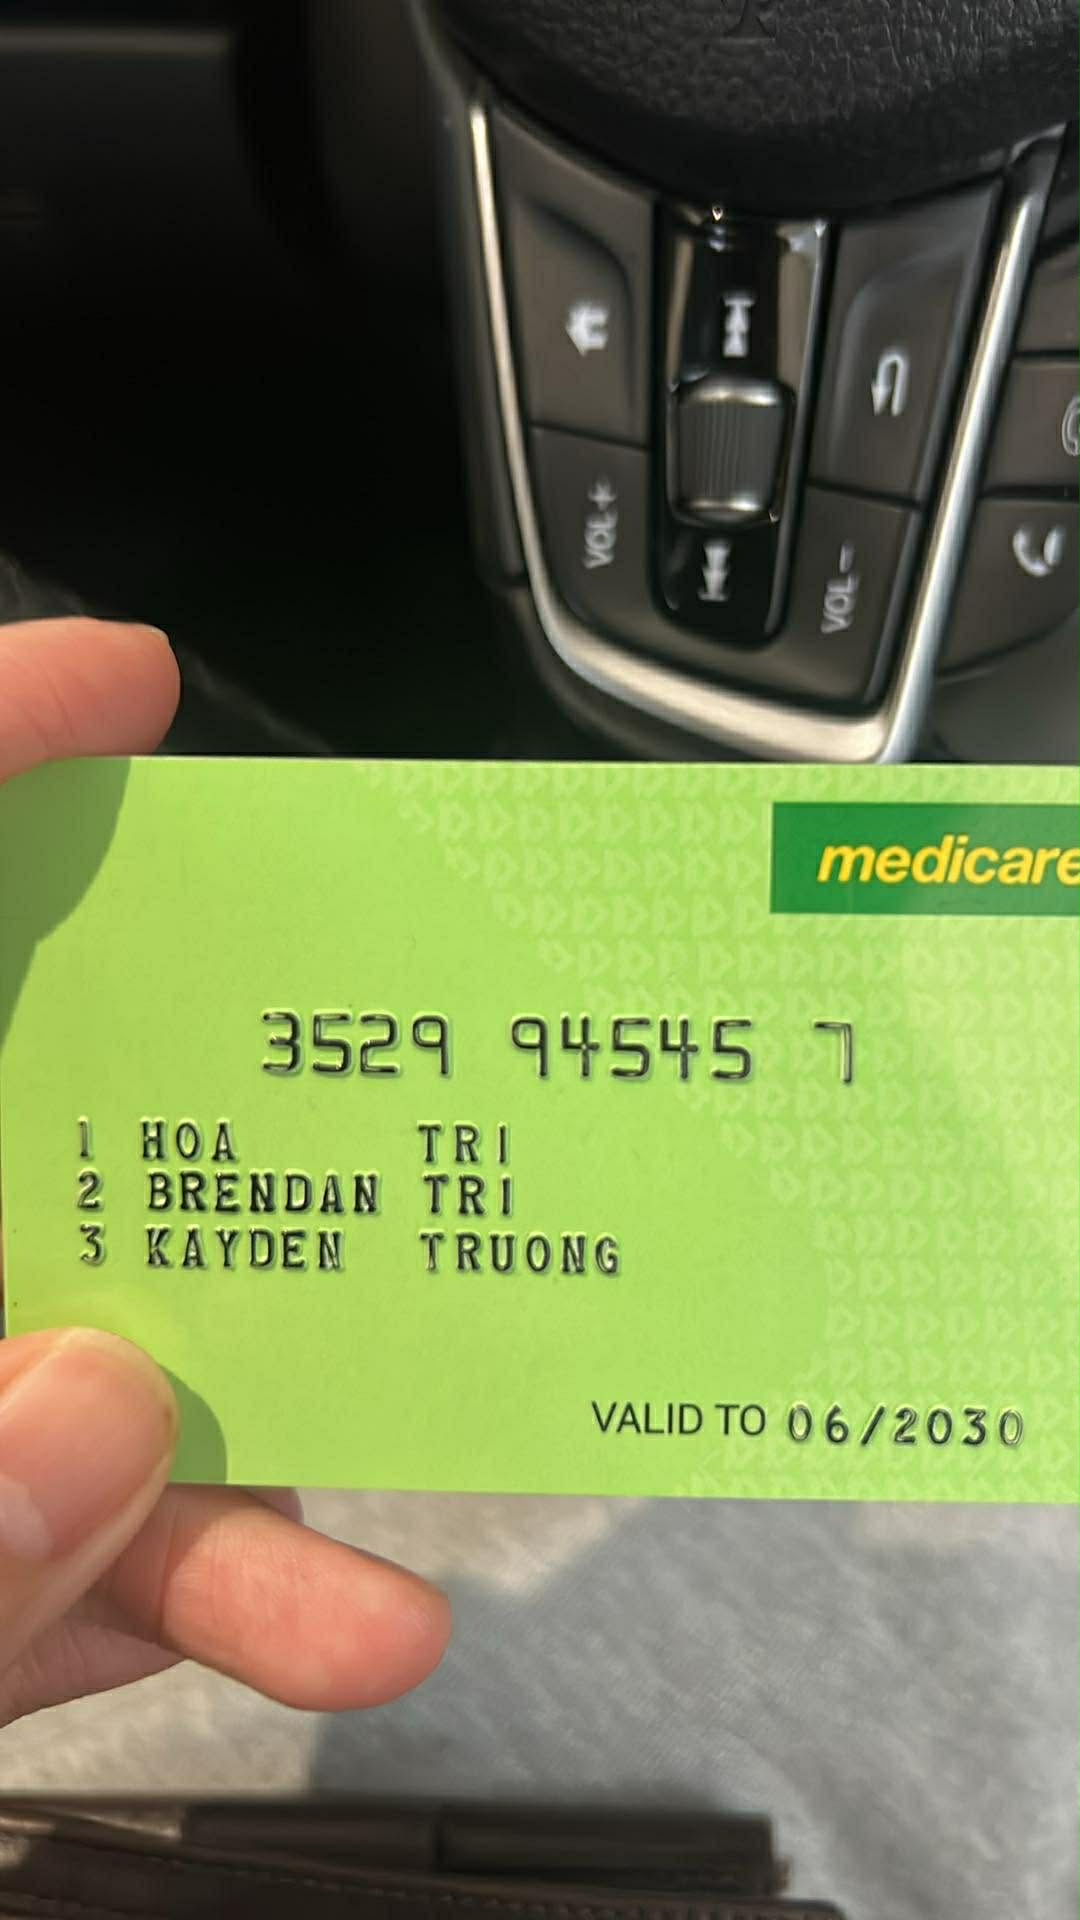 VOL+
VOL-
medicare
3529 94545 7
1 HOA TRI
2 BRENDAN TRI
3 KAYDEN TRUONG
VALID TO 06/2030